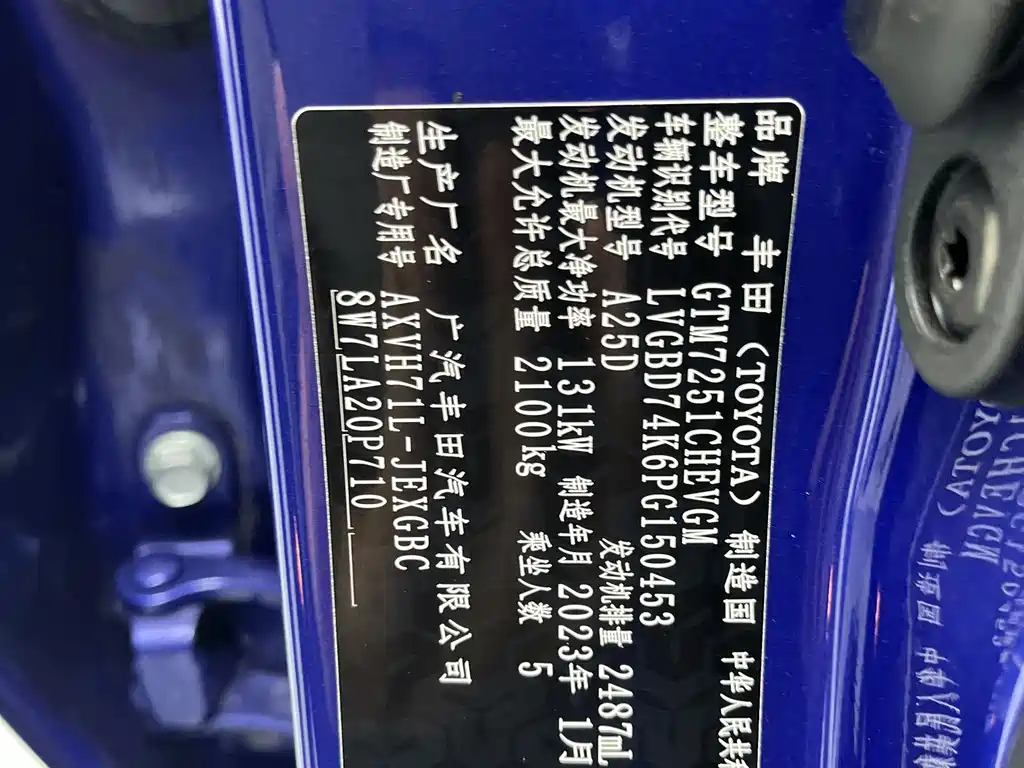 品牌 丰田 (TOYOTA) 制造国 中华人民共和
整车型号 GTM7251CHEVGM
车辆识别代号 LVGBD74K6PG150453
发动机型号 A25D 发动机排量 2487mL
发动机最大净功率 131kW 制造年月 2023年 1月
最大允许总质量 2100kg 乘坐人数 5
生产厂名 广汽丰田汽车有限公司
制造厂专用号 AXVH71L-JEXGBC
8W7LA20P710